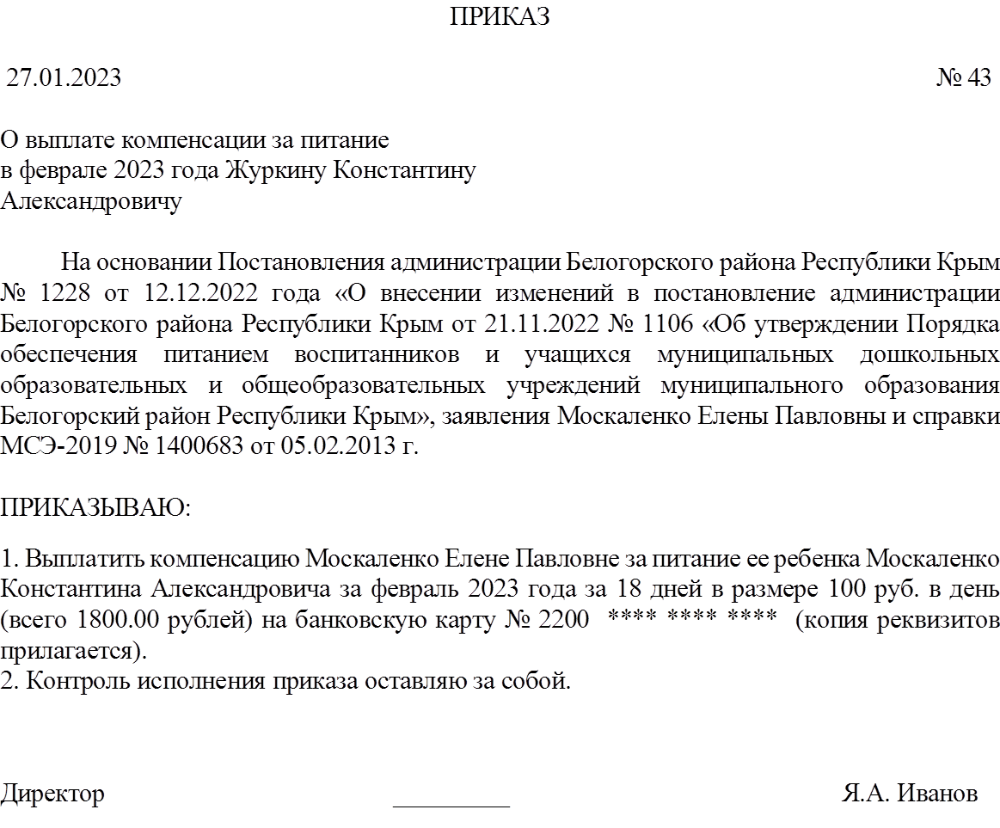 ПРИКАЗ
27.01.2023 № 43
О выплате компенсации за питание
в феврале 2023 года Журкину Константину
Александровичу
На основании Постановления администрации Белогорского района Республики Крым
№ 1228 от 12.12.2022 года «О внесении изменений в постановление администрации
Белогорского района Республики Крым от 21.11.2022 № 1106 «Об утверждении Порядка
обеспечения питанием воспитанников и учащихся муниципальных дошкольных
образовательных и общеобразовательных учреждений муниципального образования
Белогорский район Республики Крым», заявления Москаленко Елены Павловны и справки
МСЭ-2019 № 1400683 от 05.02.2013 г.
ПРИКАЗЫВАЮ:
1. Выплатить компенсацию Москаленко Елене Павловне за питание ее ребенка Москаленко
Константина Александровича за февраль 2023 года за 18 дней в размере 100 руб. в день
(всего 1800.00 рублей) на банковскую карту № 2200 **** **** **** (копия реквизитов
прилагается).
2. Контроль исполнения приказа оставляю за собой.
Директор _________ Я.А. Иванов